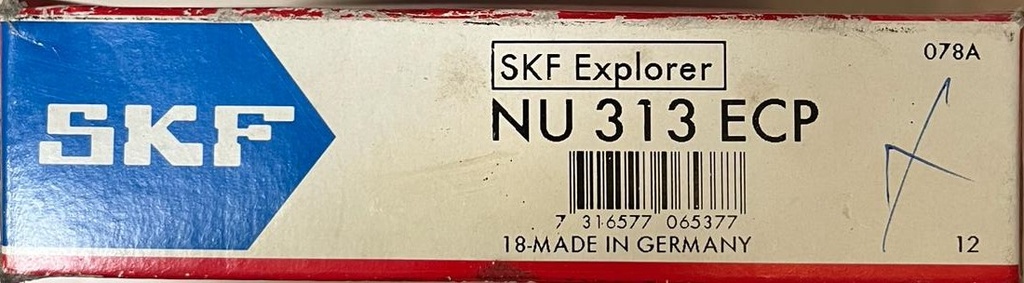 SKF
SKF Explorer
078A
NU 313 ECP
7 316577 065377
18-MADE IN GERMANY
12